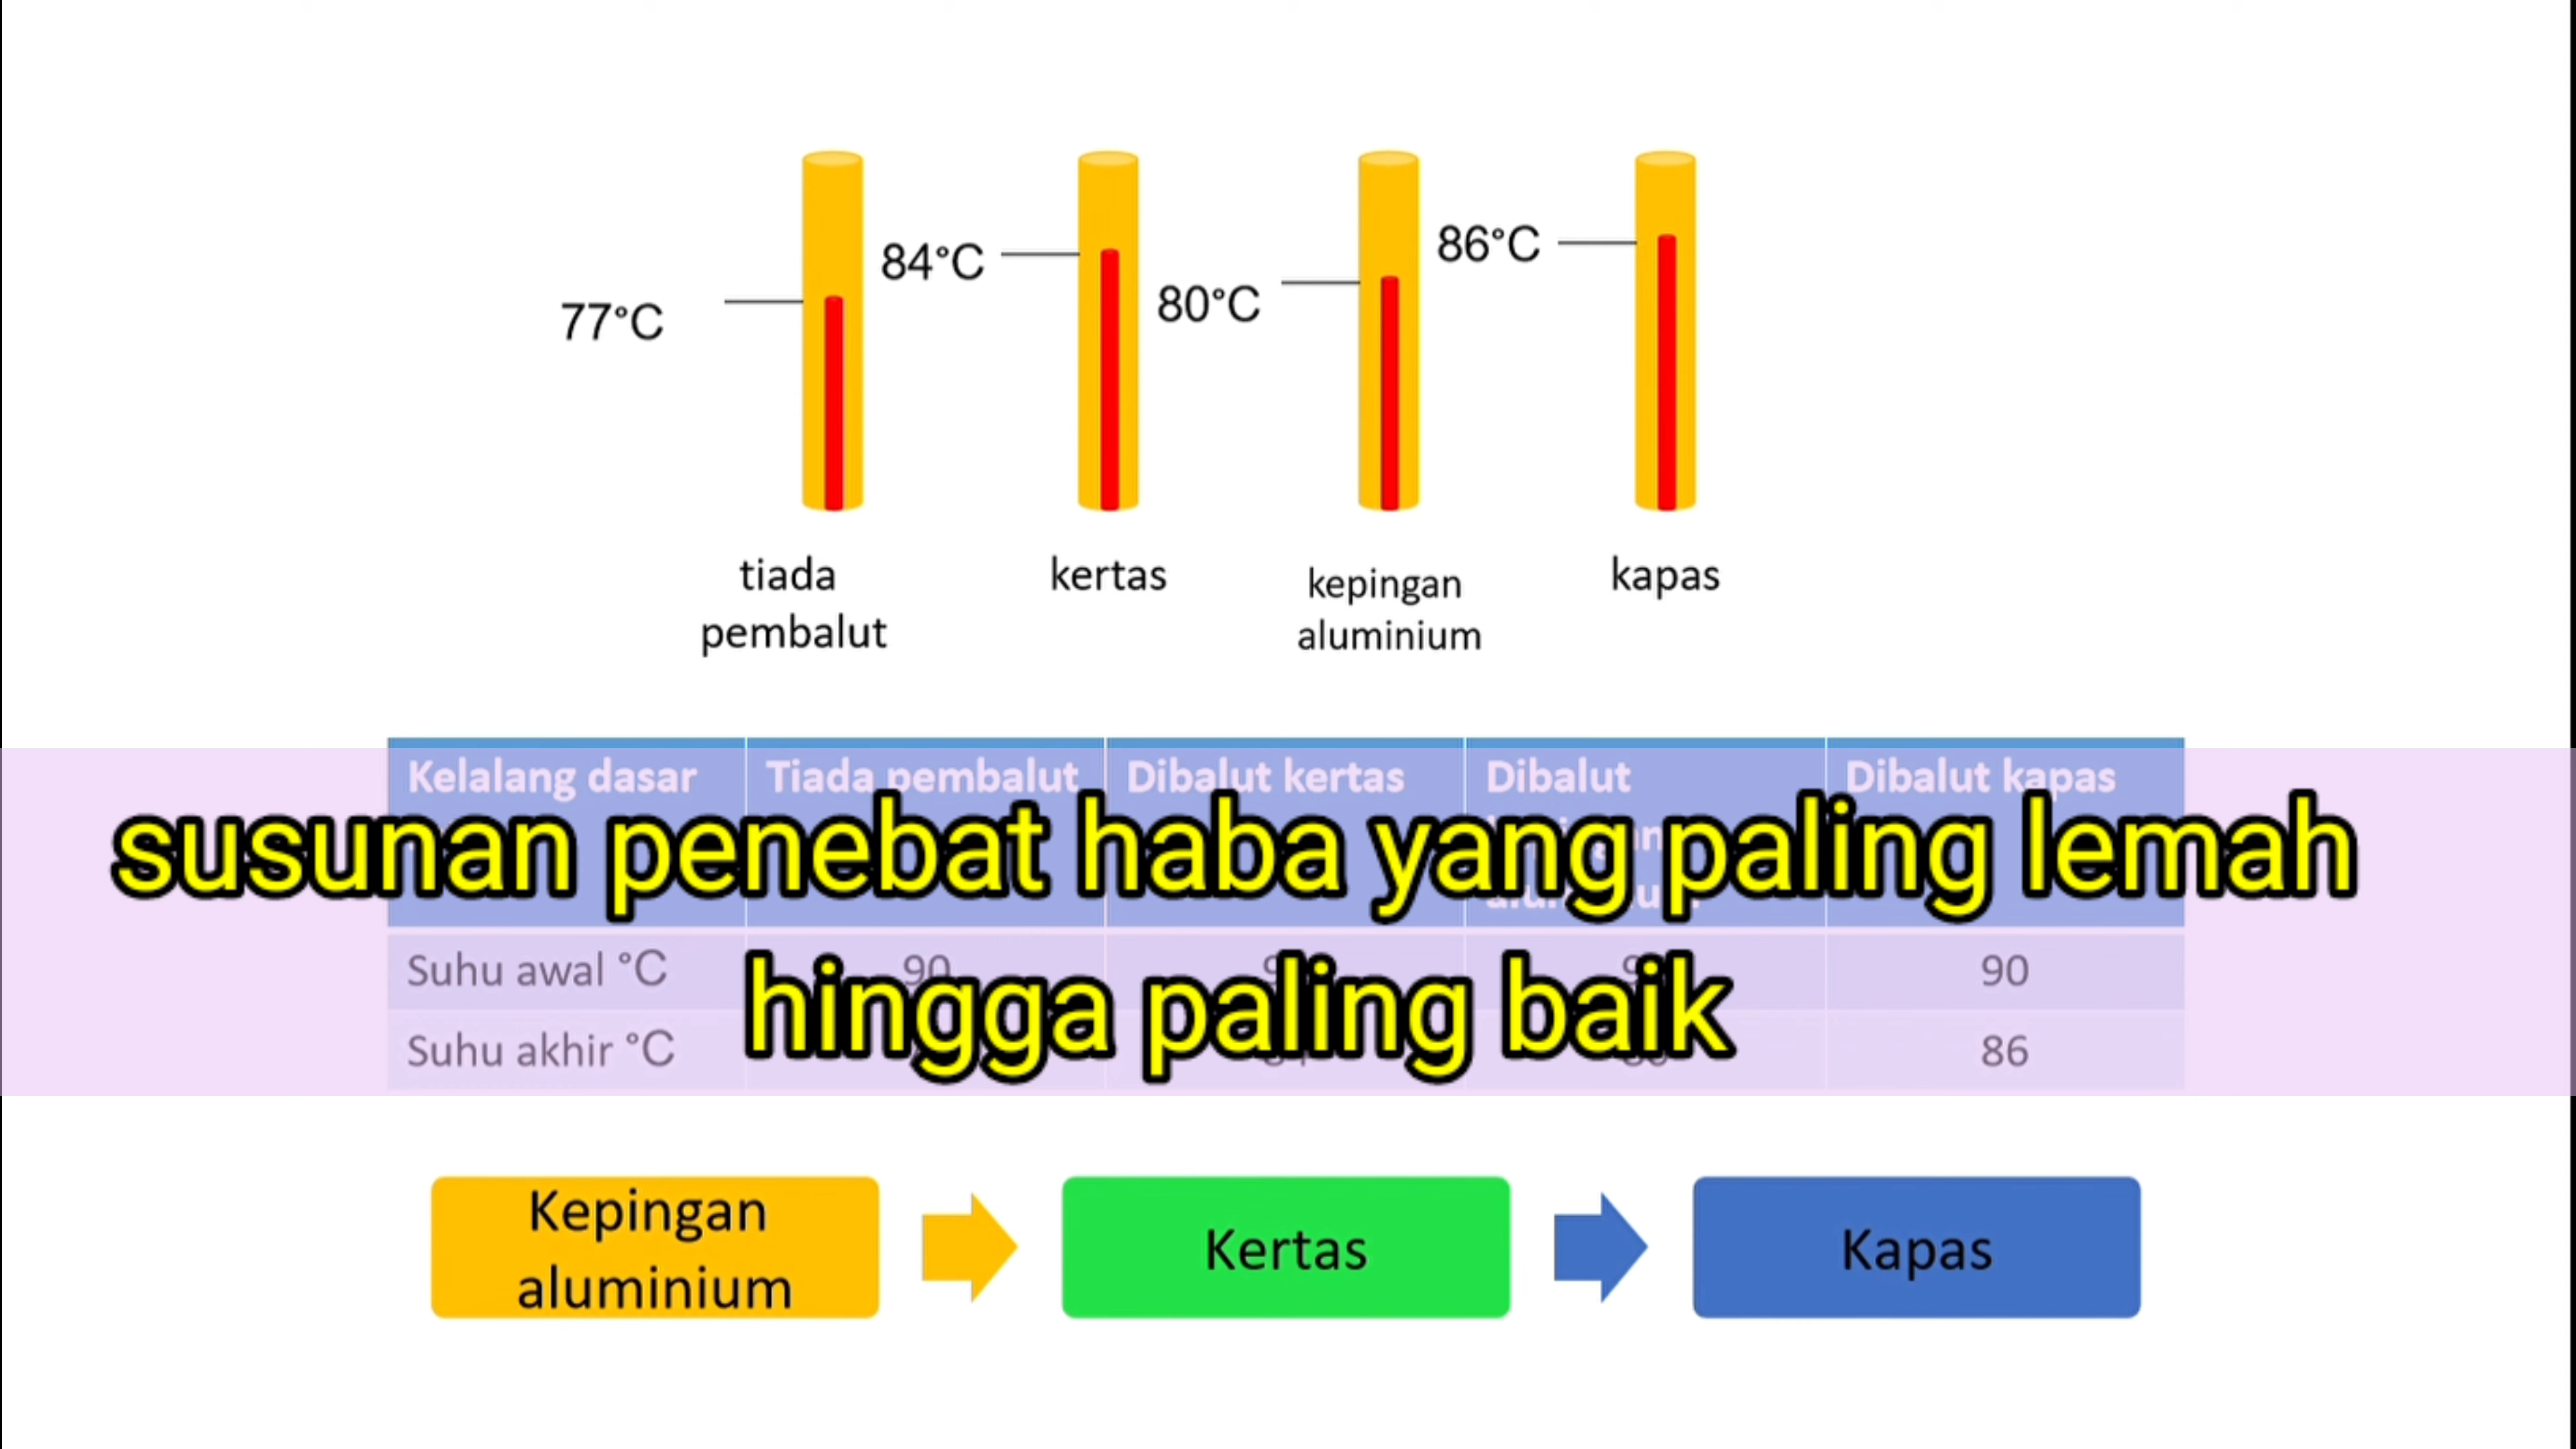 86°C
84°C
80°C
77°C
tiada
pembalut
kertas
kepingan
aluminium
kapas
Kelalang dasar
Tiada pembalut
Dibalut kertas
Dibalut
Dibalut kapas
susunan penebat haba yang paling lemah
hingga paling baik
Suhu awal °C
90
90
Suhu akhir °C
86
Kepingan
aluminium
Kertas
Kapas